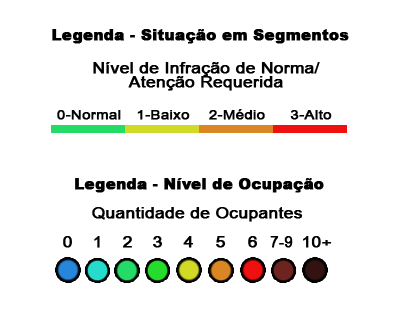 Legenda - Situação em Segmentos
Nível de Infração de Norma/
Atenção Requerida
0-Normal 1-Baixo 2-Médio 3-Alto
Legenda - Nível de Ocupação
Quantidade de Ocupantes
0 1 2 3 4 5 6 7-9 10+